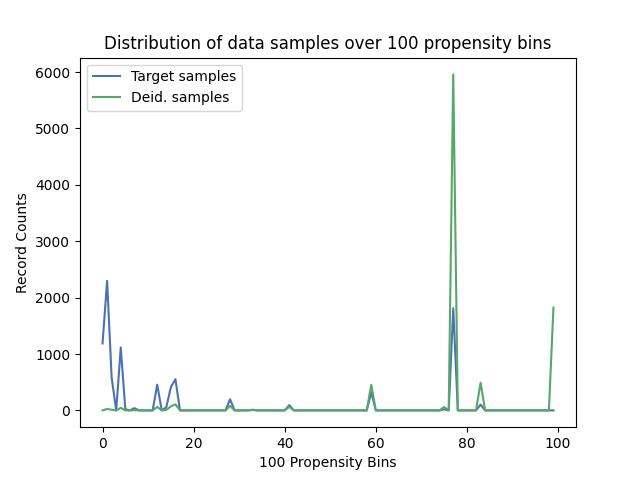 Distribution of data samples over 100 propensity bins
Target samples
Deid. samples
6000
5000
4000
3000
2000
1000
0
Record Counts
0 20 40 60 80 100
100 Propensity Bins